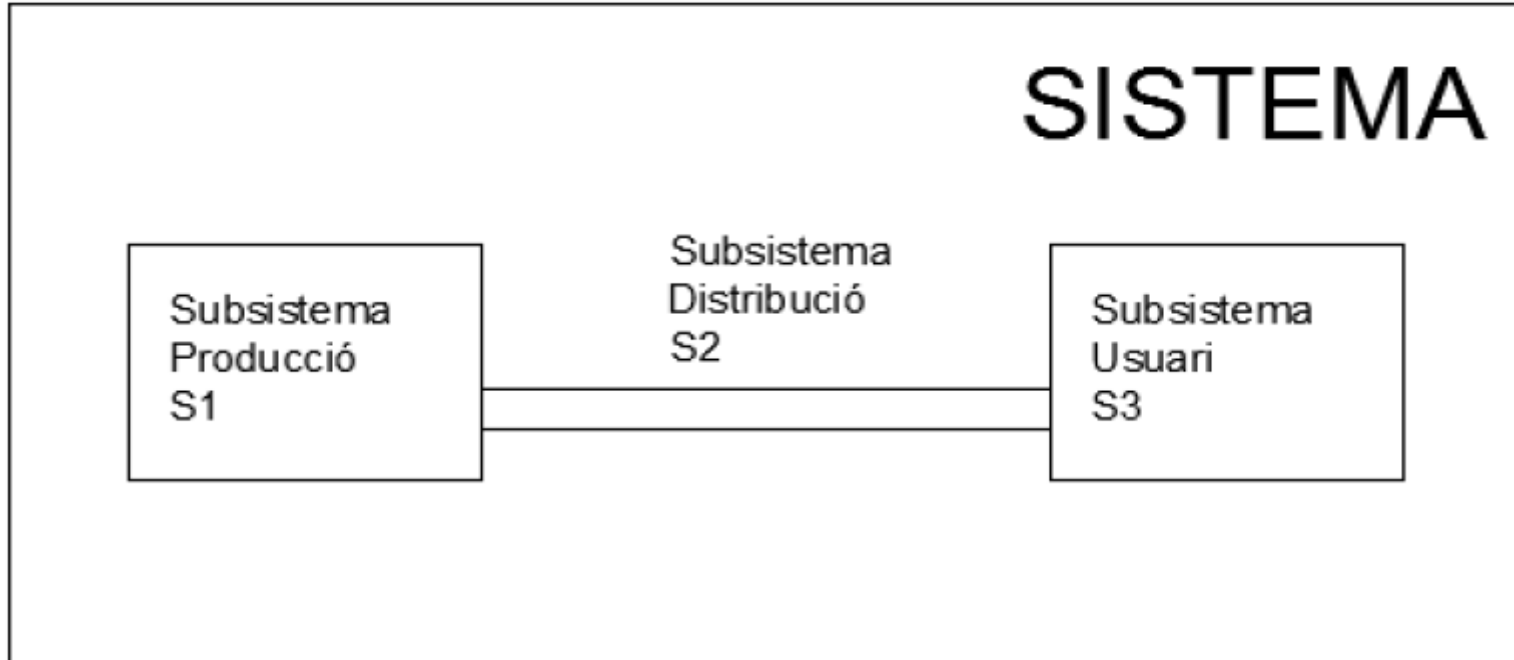 SISTEMA
Subsistema
Producció
S1
Subsistema
Distribució
S2
Subsistema
Usuari
S3